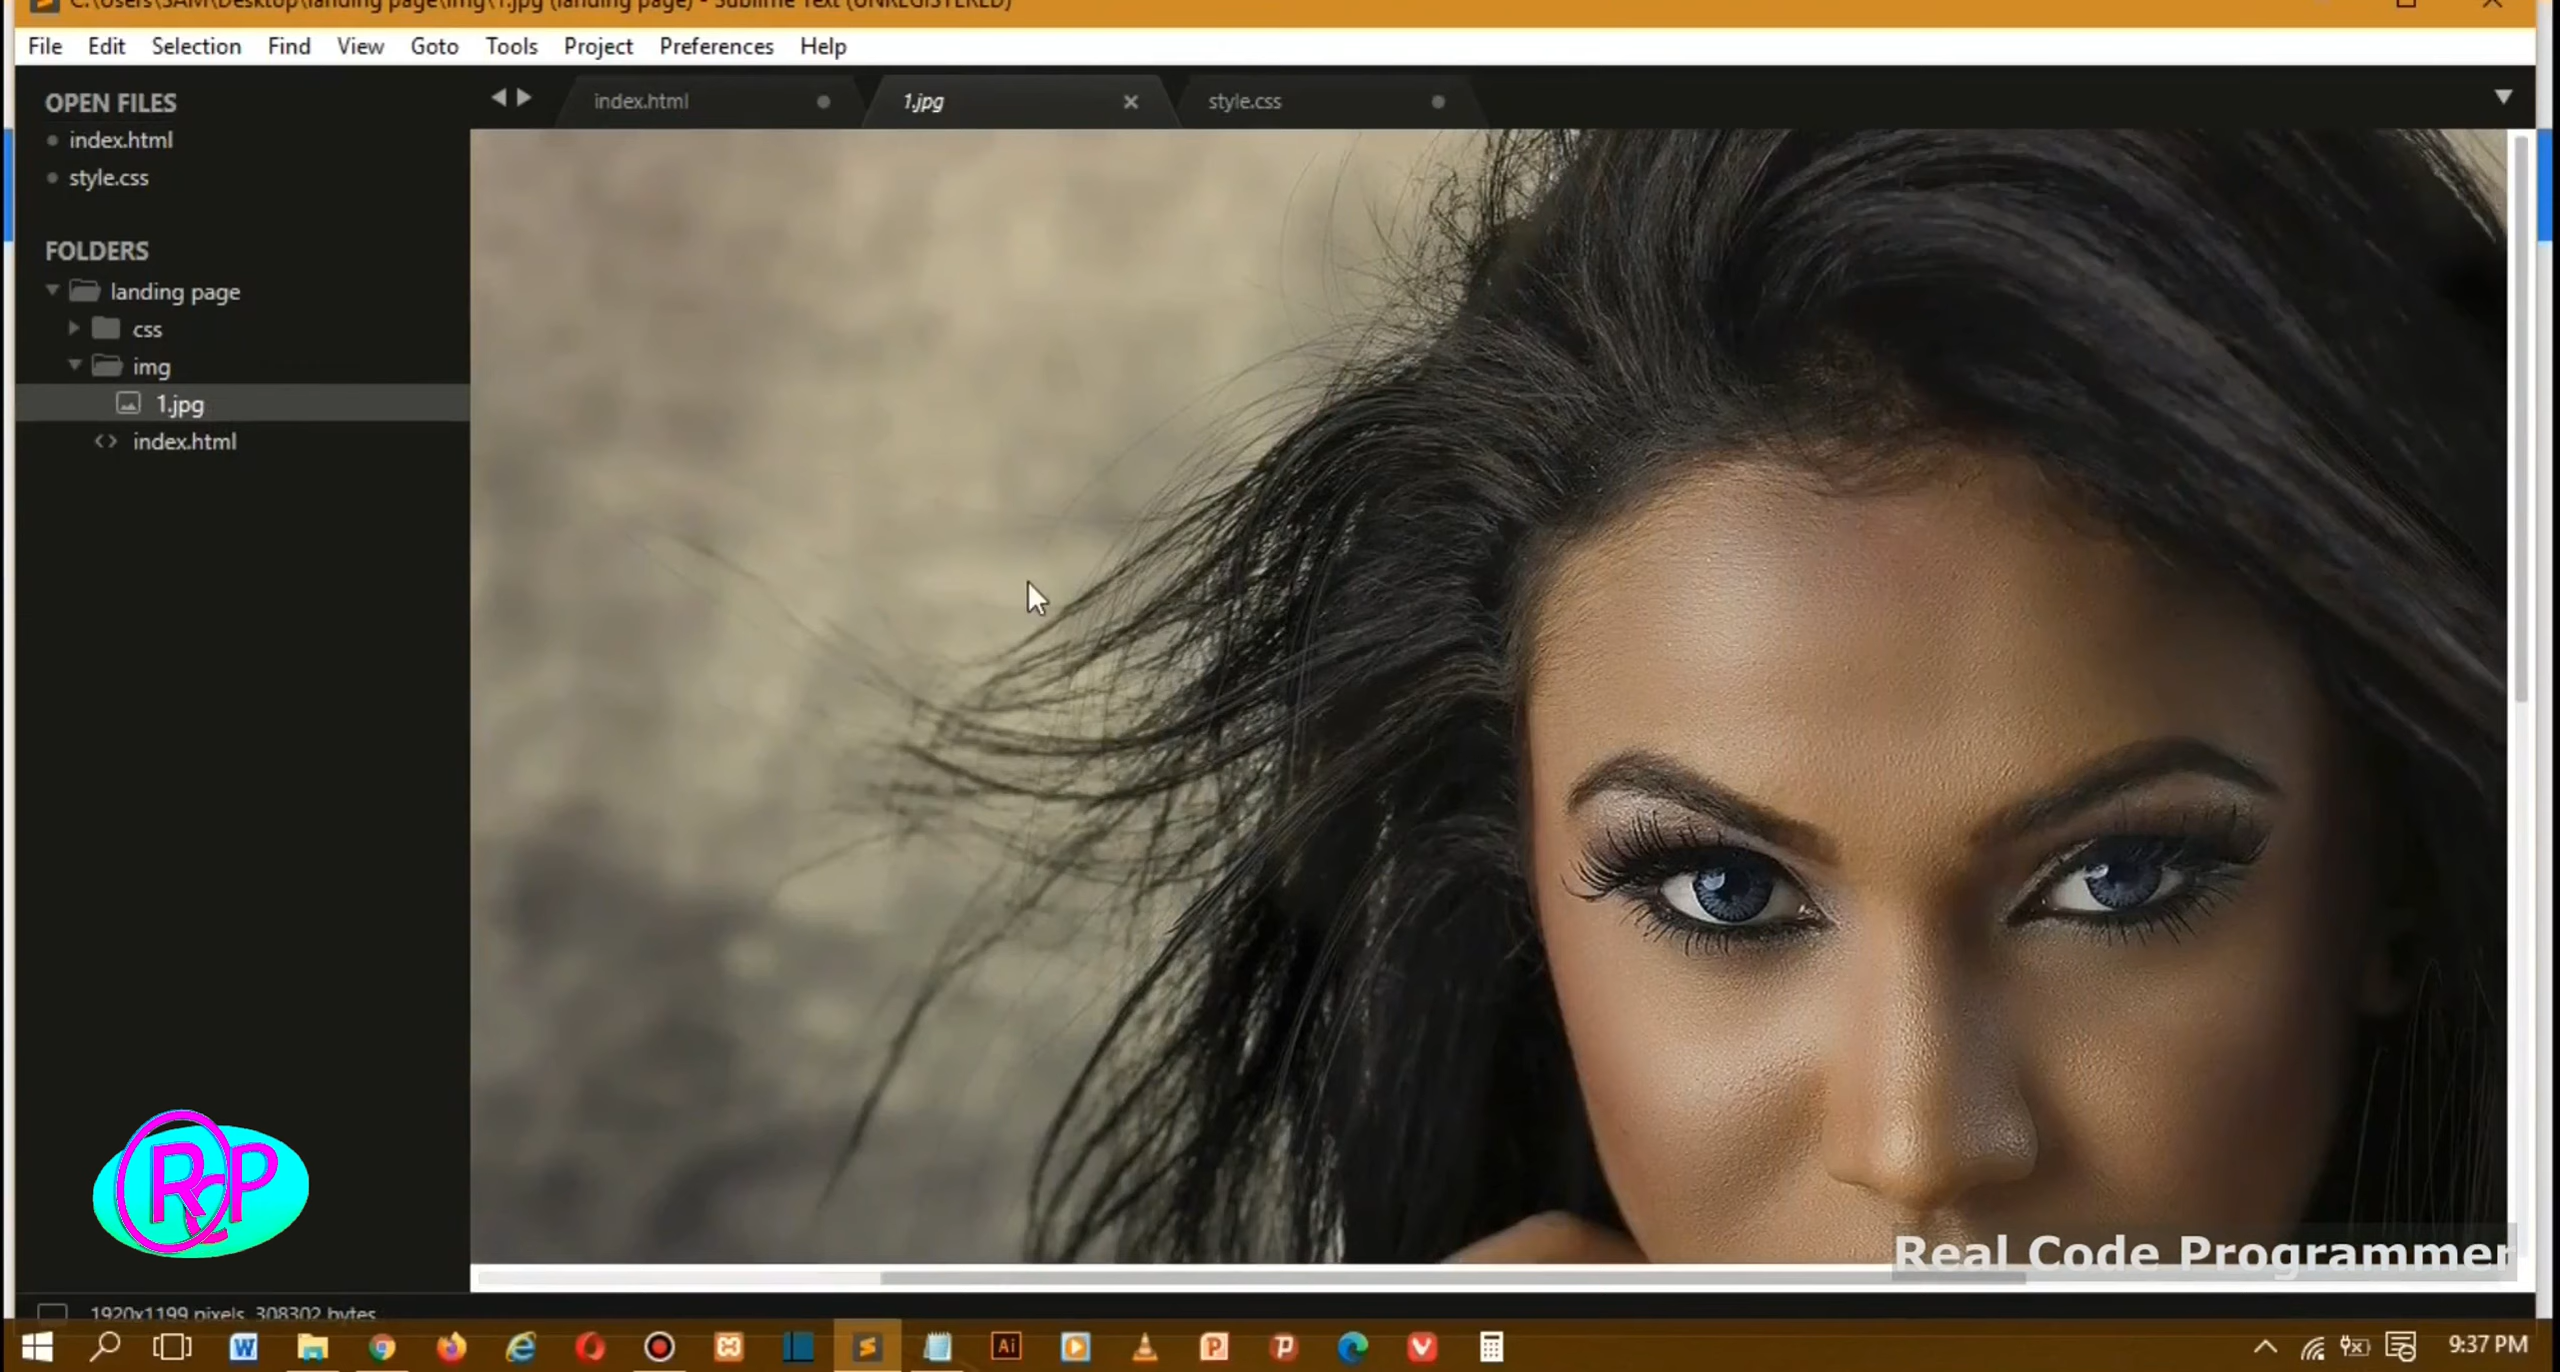 C:\Users\SAM\Desktop\landing page\img\1.jpg (landing page) - Sublime Text (UNREGISTERED)
File Edit Selection Find View Goto Tools Project Preferences Help
OPEN FILES
index.html
style.css
FOLDERS
landing page
css
img
1.jpg
index.html
index.html 1.jpg style.css
RCP
Real Code Programmer
1920x1199 pixels, 308302 bytes
9:37 PM